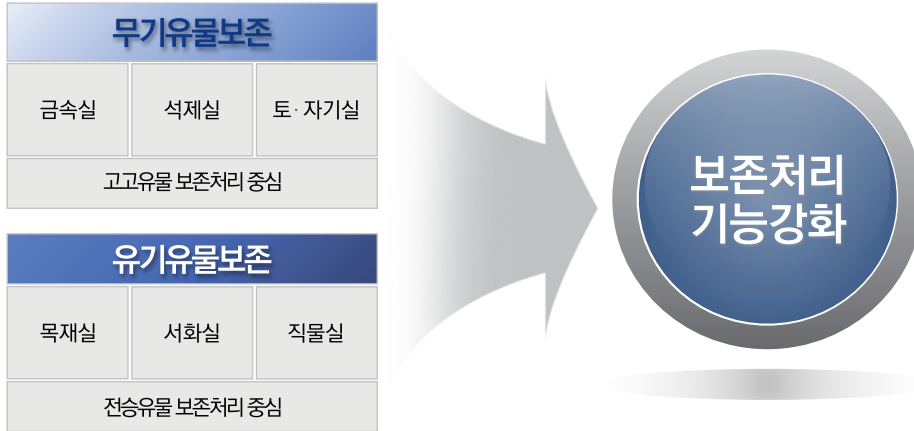 무기유물보존
금속실
석제실
토·자기실
고고유물 보존처리 중심
유기유물보존
목재실
서화실
직물실
전승유물 보존처리 중심
보존처리
기능강화